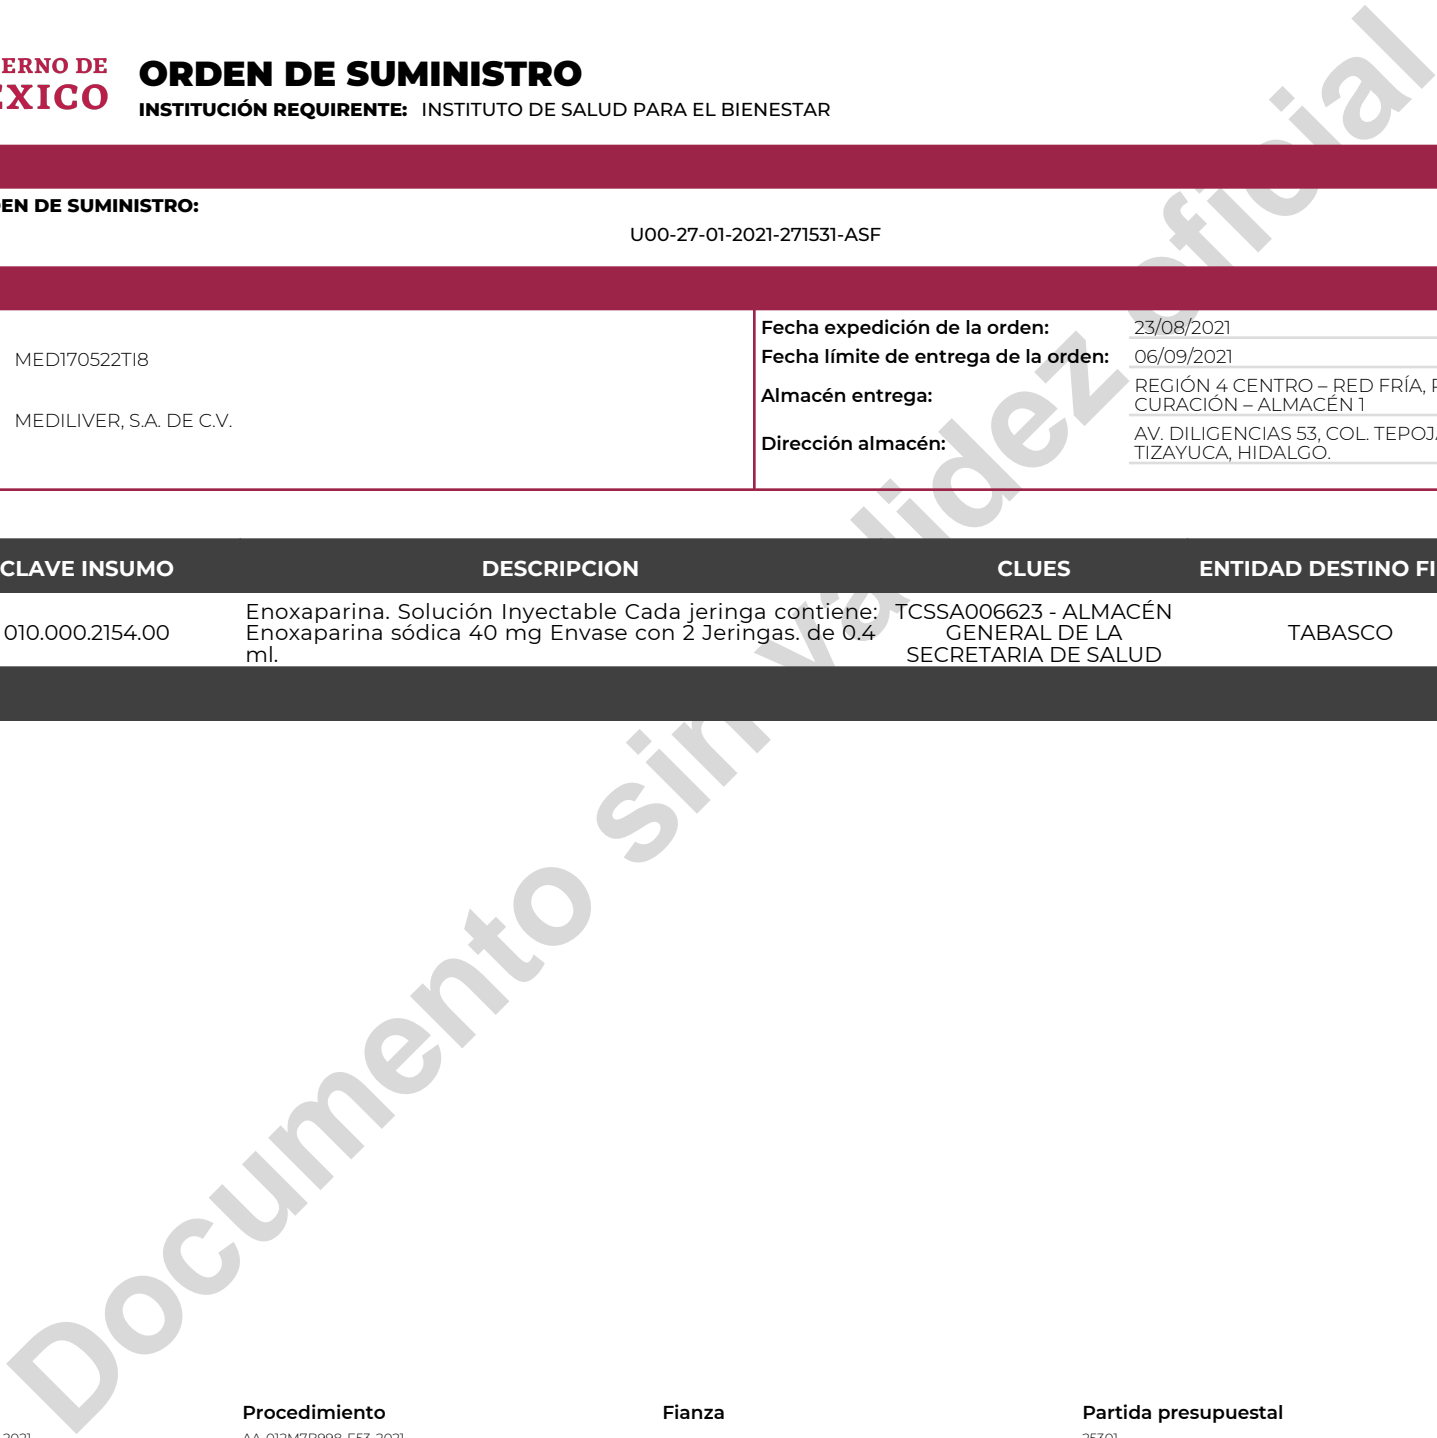 ERNO DE
ORDEN DE SUMINISTRO
INSTITUCIÓN REQUIRENTE: INSTITUTO DE SALUD PARA EL BIENESTAR
EXICO
EN DE SUMINISTRO:
U00-27-01-2021-271531-ASF
MED170522TI8
MEDILIVER, S.A. DE C.V.
Fecha expedición de la orden: 23/08/2021
Fecha límite de entrega de la orden: 06/09/2021
Almacén entrega:
REGIÓN 4 CENTRO – RED FRÍA,
CURACIÓN – ALMACÉN 1
Dirección almacén:
AV. DILIGENCIAS 53, COL. TEPOJ
TIZAYUCA, HIDALGO.
CLAVE INSUMO DESCRIPCION CLUES ENTIDAD DESTINO FI
010.000.2154.00
Enoxaparina. Solución Inyectable Cada jeringa contiene:
Enoxaparina sódica 40 mg Envase con 2 Jeringas. de 0.4
ml.
TCSSA006623 - ALMACÉN
GENERAL DE LA
SECRETARIA DE SALUD
TABASCO
Documento sin validez oficial
Procedimiento Fianza Partida presupuestal